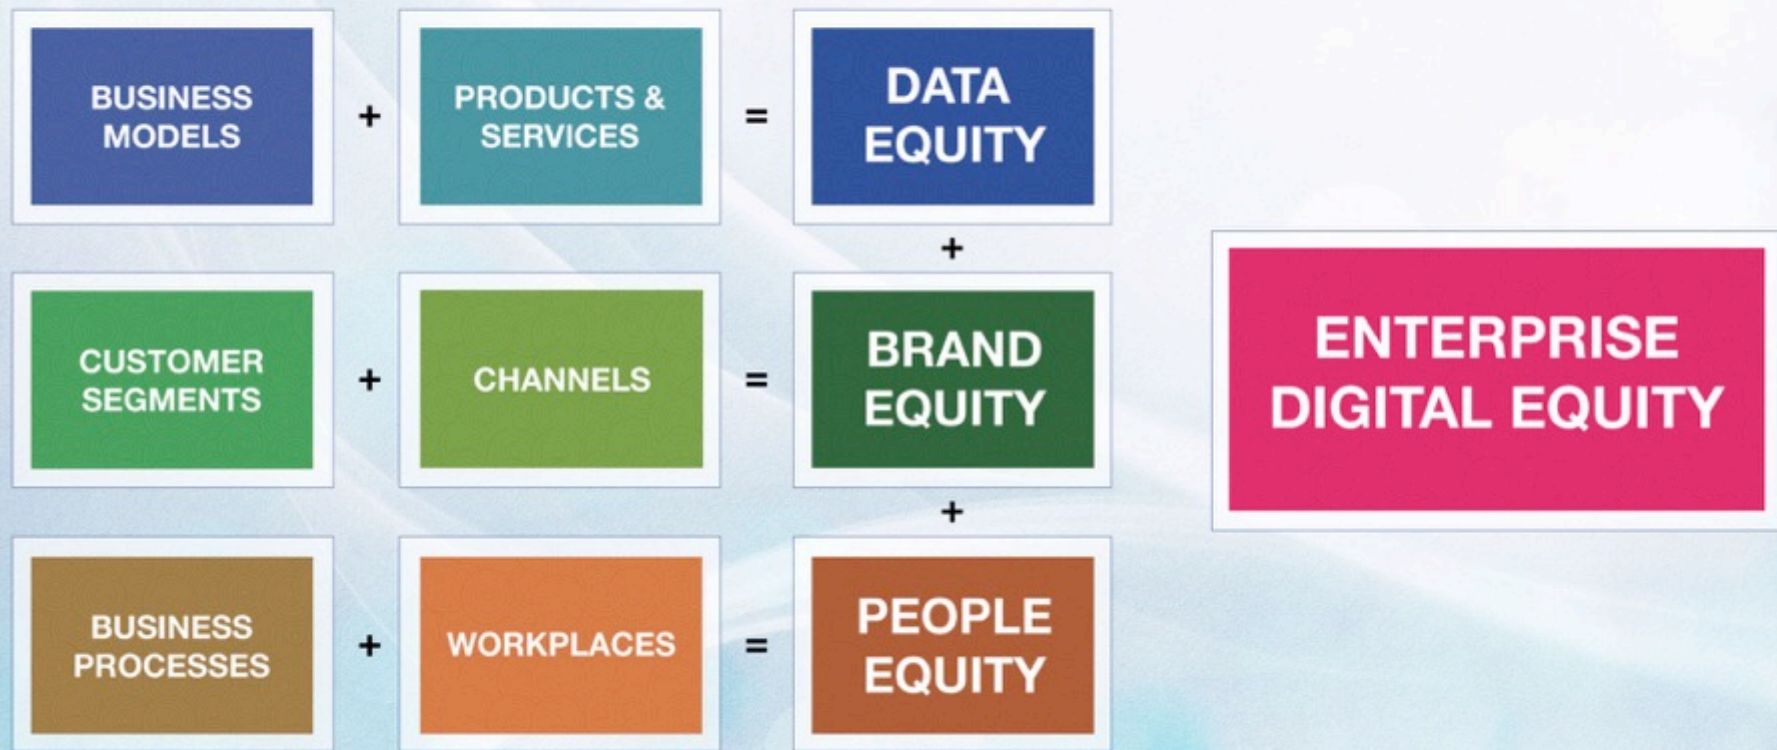 BUSINESS
MODELS
+
PRODUCTS &
SERVICES
=
DATA
EQUITY
+
CUSTOMER
SEGMENTS
+
CHANNELS
=
BRAND
EQUITY
+
BUSINESS
PROCESSES
+
WORKPLACES
=
PEOPLE
EQUITY
ENTERPRISE
DIGITAL EQUITY